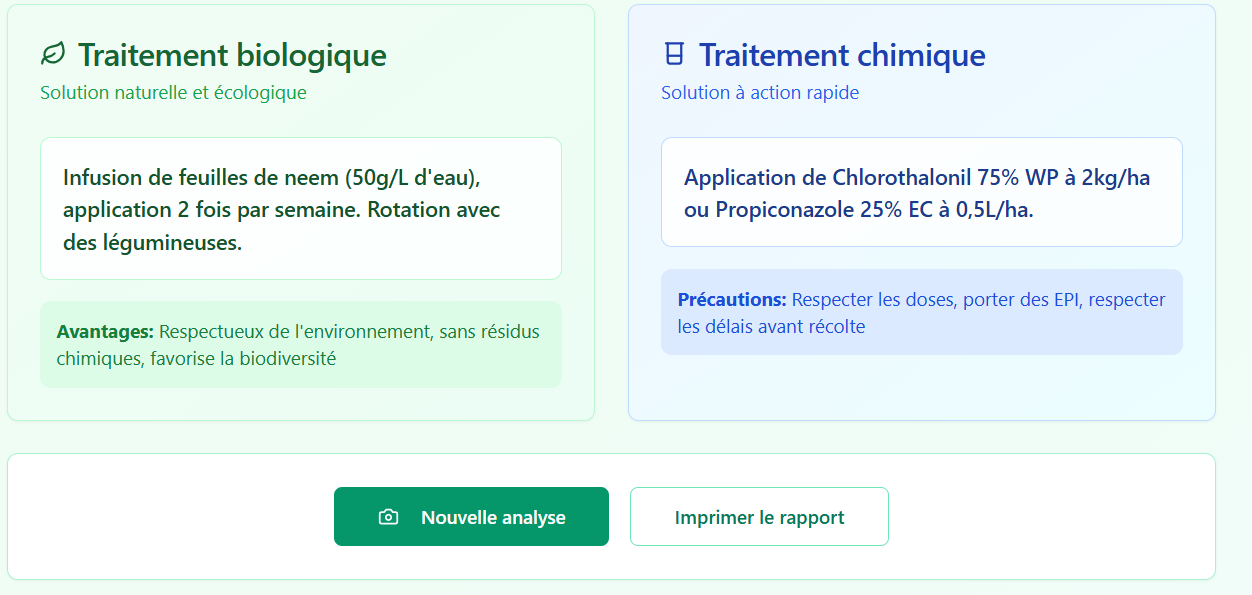 Traitement biologique
Solution naturelle et écologique
Infusion de feuilles de neem (50g/L d'eau),
application 2 fois par semaine. Rotation avec
des légumineuses.
Avantages: Respectueux de l'environnement, sans résidus
chimiques, favorise la biodiversité
Traitement chimique
Solution à action rapide
Application de Chlorothalonil 75% WP à 2kg/ha
ou Propiconazole 25% EC à 0,5L/ha.
Précautions: Respecter les doses, porter des EPI, respecter
les délais avant récolte
Nouvelle analyse
Imprimer le rapport